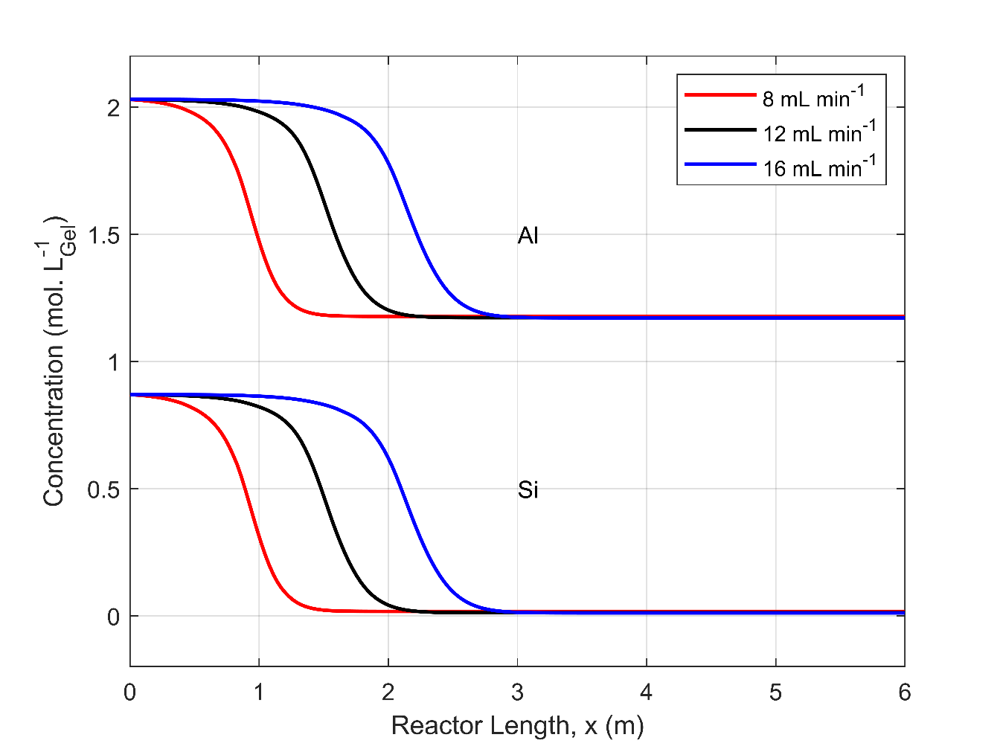 8 mL min-1
12 mL min-1
16 mL min-1
2
1.5
1
0.5
0
Al
Si
Concentration (mol. L-1Gel)
0 1 2 3 4 5 6
Reactor Length, x (m)